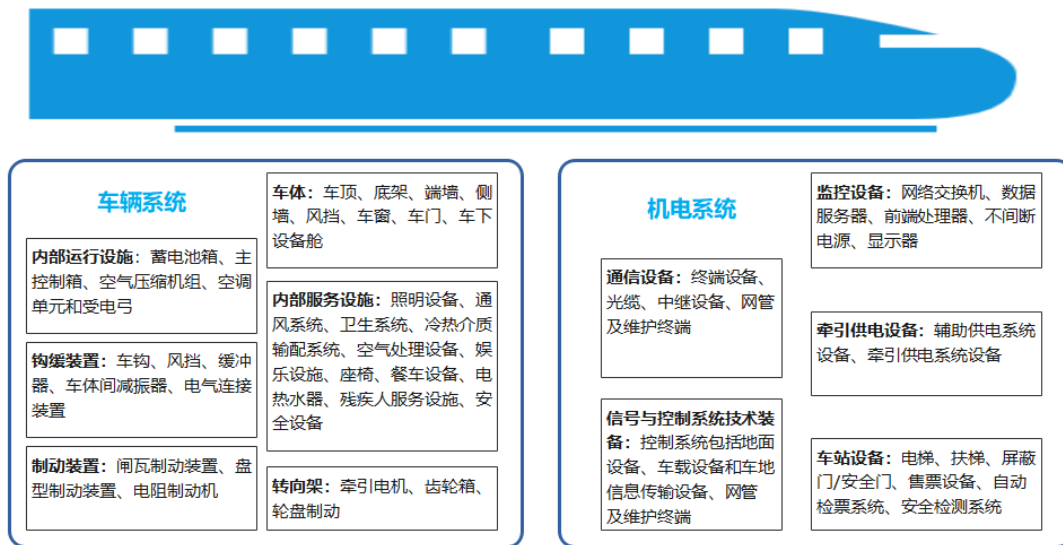 车辆系统
内部运行设施：蓄电池箱、主
控制箱、空气压缩机组、空调
单元和受电弓
钩缓装置：车钩、风挡、缓冲
器、车体间减振器、电气连接
装置
制动装置：闸瓦制动装置、盘
型制动装置、电阻制动机
车体：车顶、底架、端墙、侧
墙、风挡、车窗、车门、车下
设备舱
内部服务设施：照明设备、通
风系统、卫生系统、冷热介质
输配系统、空气处理设备、娱
乐设施、座椅、餐车设备、电
热水器、残疾人服务设施、安
全设备
转向架：牵引电机、齿轮箱、
轮盘制动
机电系统
通信设备：终端设备、
光缆、中继设备、网管
及维护终端
信号与控制系统技术装
备：控制系统包括地面
设备、车载设备和车地
信息传输设备、网管
及维护终端
监控设备：网络交换机、数据
服务器、前端处理器、不间断
电源、显示器
牵引供电设备：辅助供电系统
设备、牵引供电系统设备
车站设备：电梯、扶梯、屏蔽
门/安全门、售票设备、自动
检票系统、安全检测系统